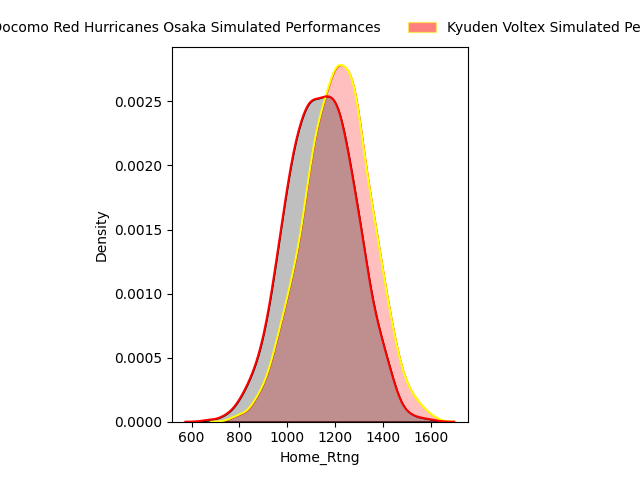 Docomo Red Hurricanes Osaka Simulated Performances Kyuden Voltex Simulated Pe
0.0025
0.0020
0.0015
0.0010
0.0005
0.0000
Density
600 800 1000 1200 1400 1600
Home_Rtng